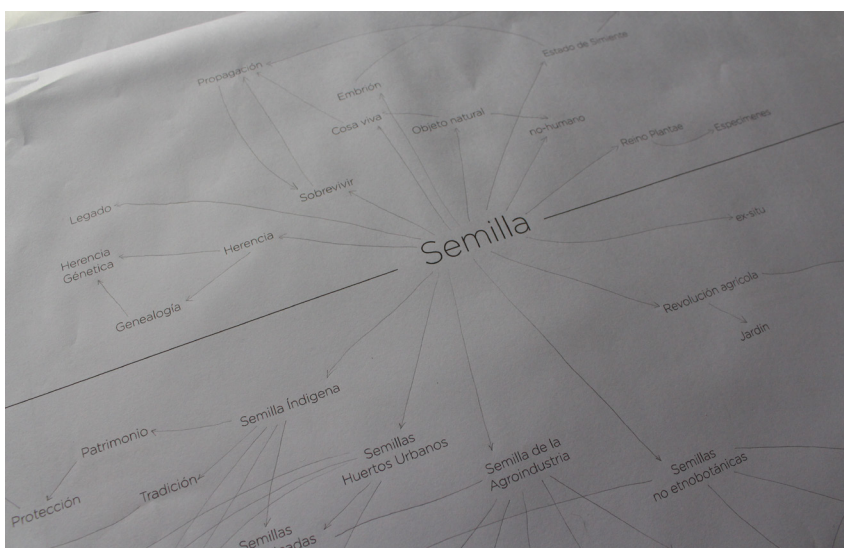 Propagación
Embrión
Estado de Simiente
Cosa viva
Objeto natural
no-humano
Reino Plantae
Especímenes
Sobrevivir
Legado
Herencia
Herencia
Génetica
Genealogía
Semilla
ex-situ
Revolución agrícola
Jardín
Semilla Índigena
Patrimonio
Protección
Tradición
Semillas
Huertos Urbanos
Semilla de la
Agroindustria
Semillas
no etnobotánicas
Semillas